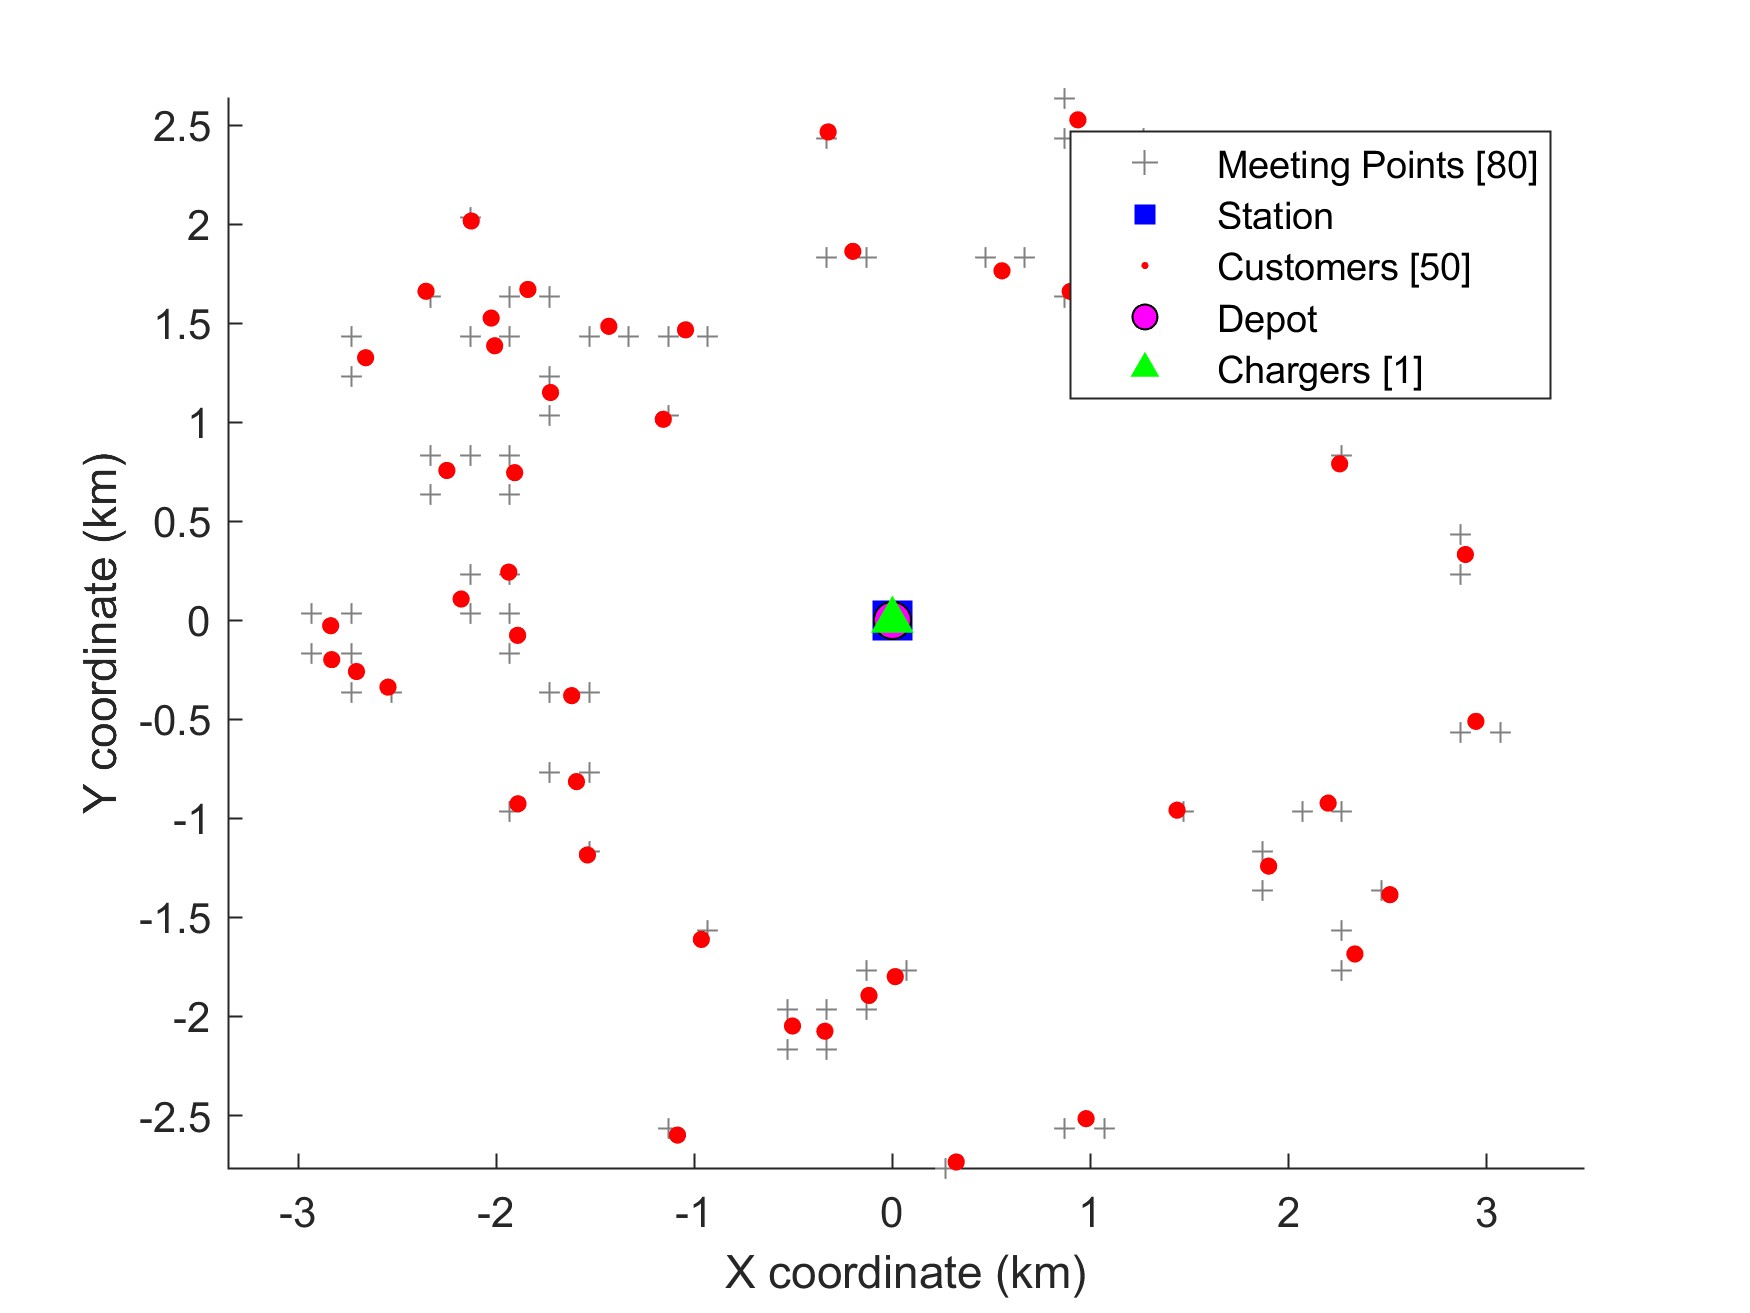 2.5
2
1.5
1
0.5
0
-0.5
-1
-1.5
-2
-2.5
Y coordinate (km)
Meeting Points [80]
Station
Customers [50]
Depot
Chargers [1]
-3
-2
-1
0
1
2
3
X coordinate (km)